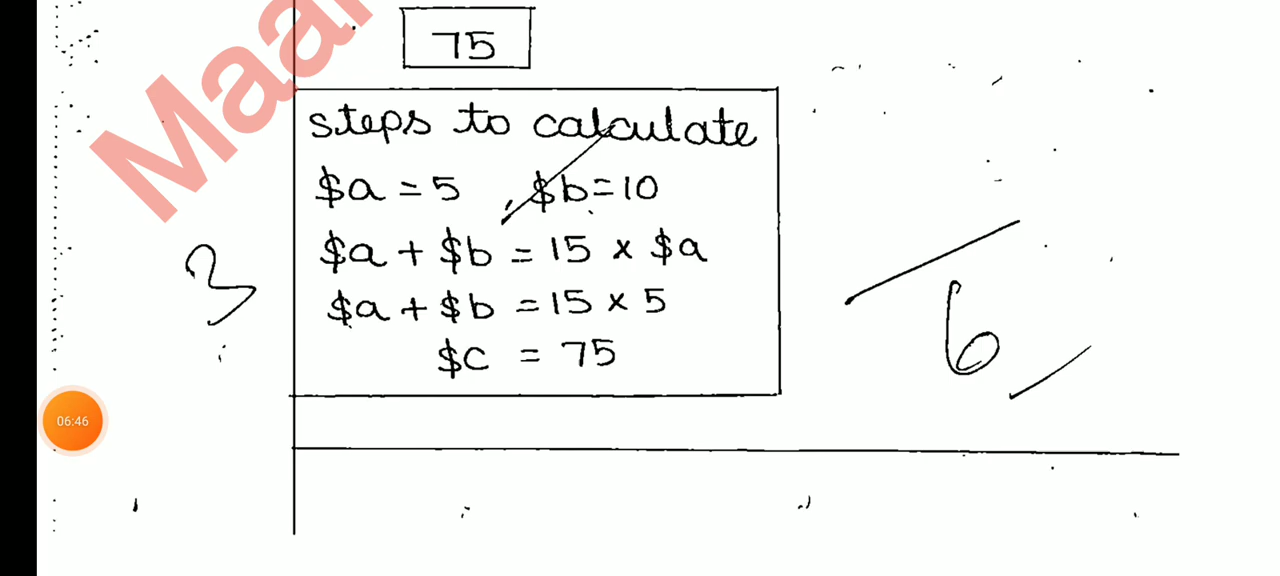 75
Maa
steps to calculate
$a = 5 , $b = 10
$a + $b = 15 x $a
3
$a + $b = 15 x 5
6
$c = 75
06:46